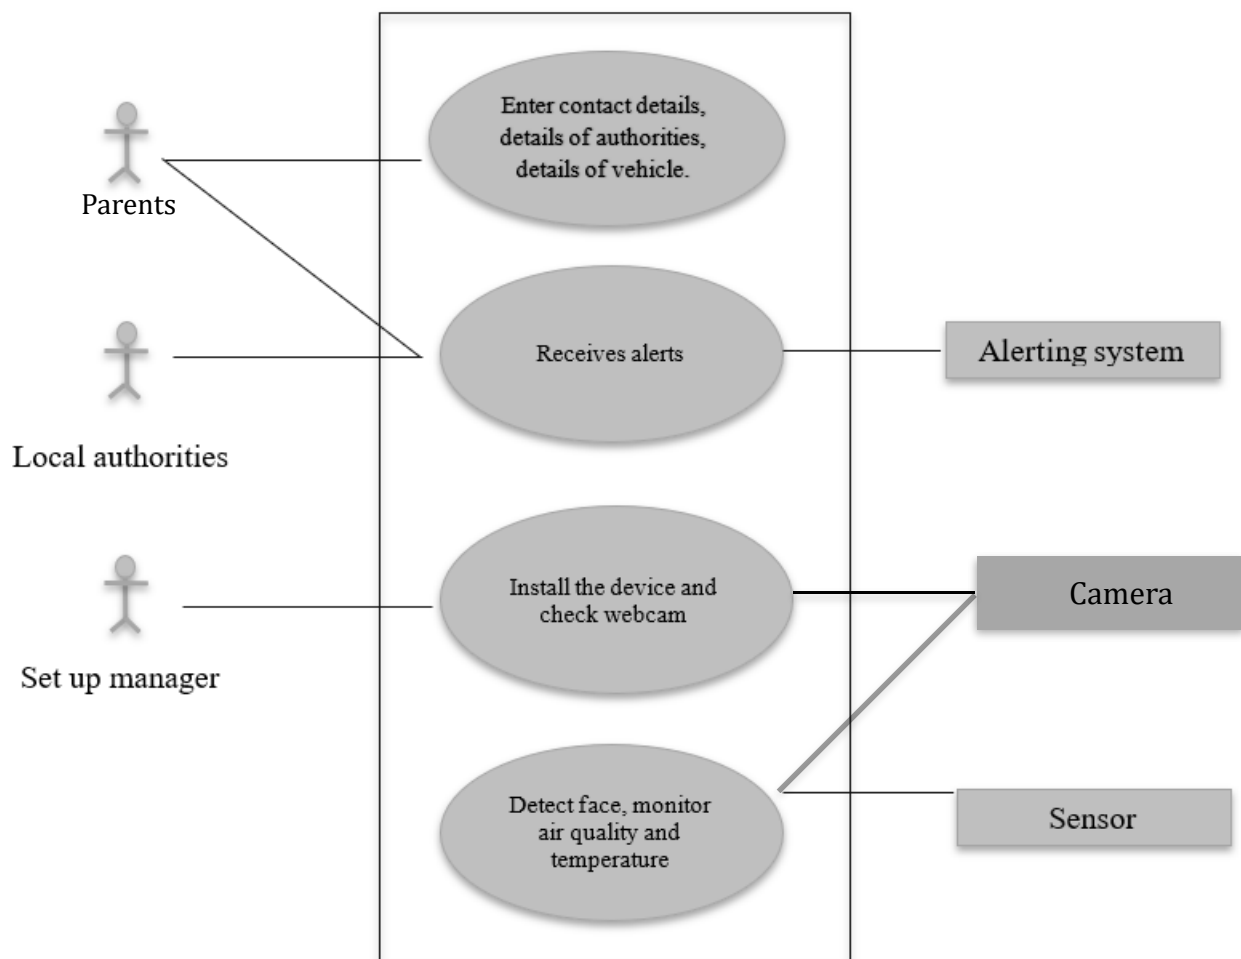 Enter contact details,
details of authorities,
details of vehicle.
Parents
Receives alerts
Alerting system
Local authorities
Install the device and
check webcam
Camera
Set up manager
Detect face, monitor
air quality and
temperature
Sensor